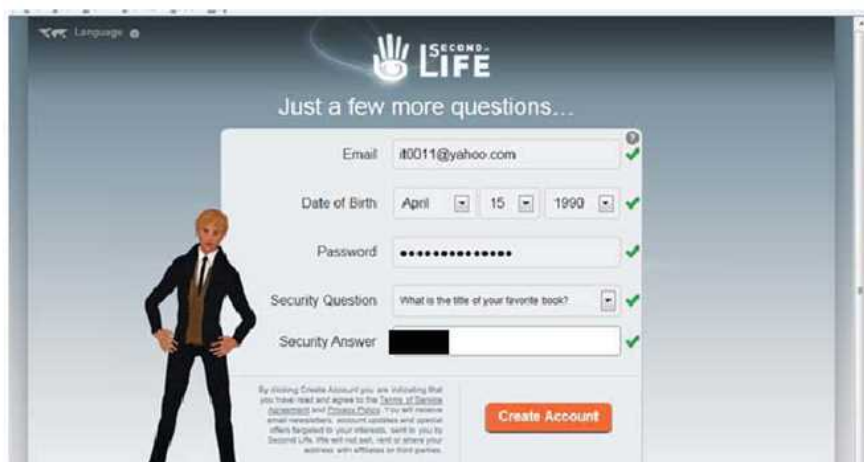 Language
SECOND
LIFE
Just a few more questions...
?
Email it0011@yahoo.com
Date of Birth April 15 1990
Password ••••••••••••••
Security Question What is the title of your favorite book?
Security Answer
By clicking Create Account you are indicating that
you have read and agree to the Terms of Service
Agreement and Privacy Policy. You will receive
email newsletters, account updates and special
offers targeted to your interests, sent to you by
Second Life. We will not sell, rent or share your
address with affiliates or third parties.
Create Account